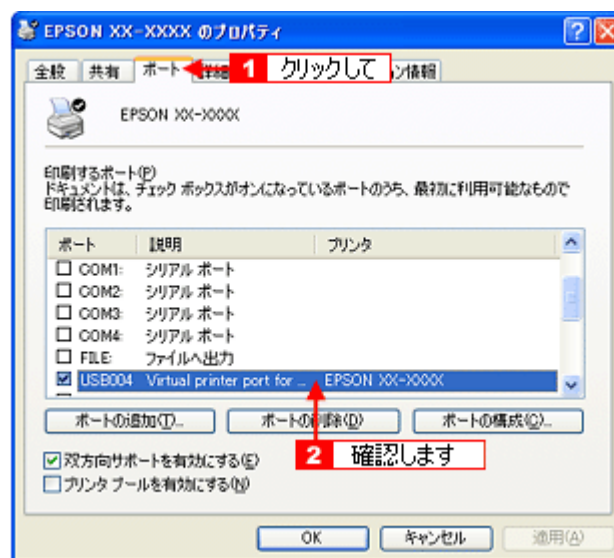 EPSON XX-XXXX のプロパティ
全般 共有 ポート 1 クリックして ン情報
EPSON XX-XXXX
印刷するポート(P)
ドキュメントは、チェック ボックスがオンになっているポートのうち、最初に利用可能なもので
印刷されます。
ポート 説明 プリンタ
COM1: シリアル ポート
COM2: シリアル ポート
COM3: シリアル ポート
COM4: シリアル ポート
FILE: ファイルへ出力
USB004 Virtual printer port for ... EPSON XX-XXXX
ポートの追加(T)... ポートの削除(D) ポートの構成(C)...
2 確認します
双方向サポートを有効にする(E)
プリンタ プールを有効にする(N)
OK キャンセル 適用(A)